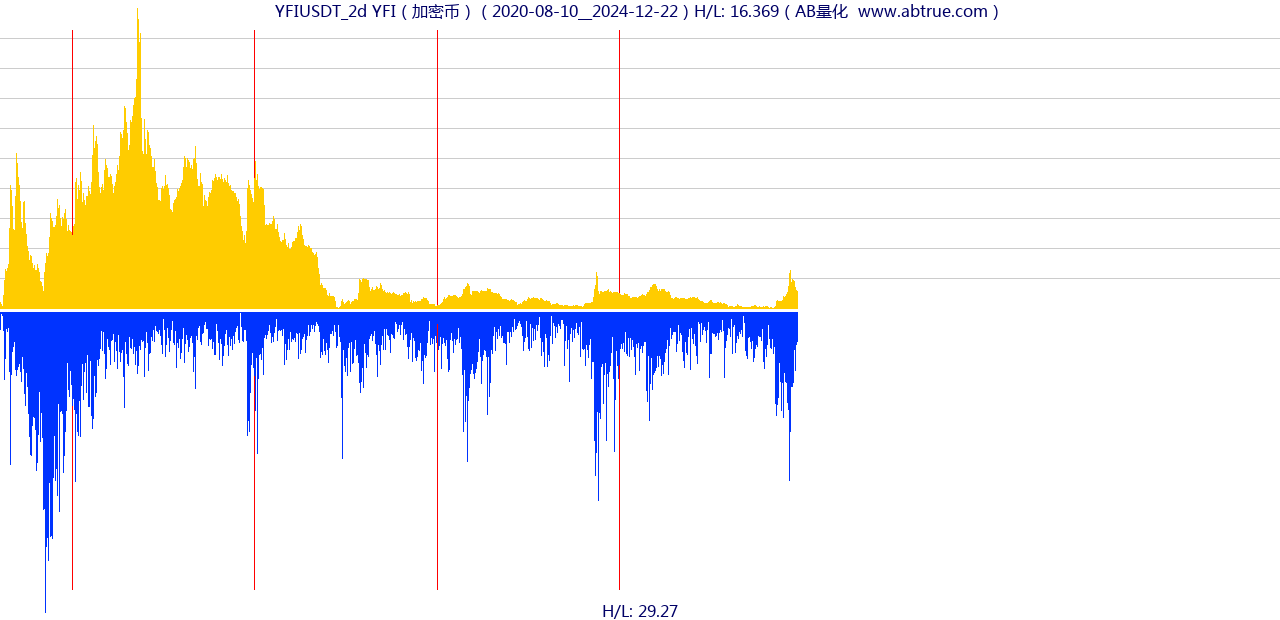 YFIUSDT_2d YFI（加密币）（2020-08-10__2024-12-22）H/L: 16.369（AB量化  www.abtrue.com）
H/L: 29.27